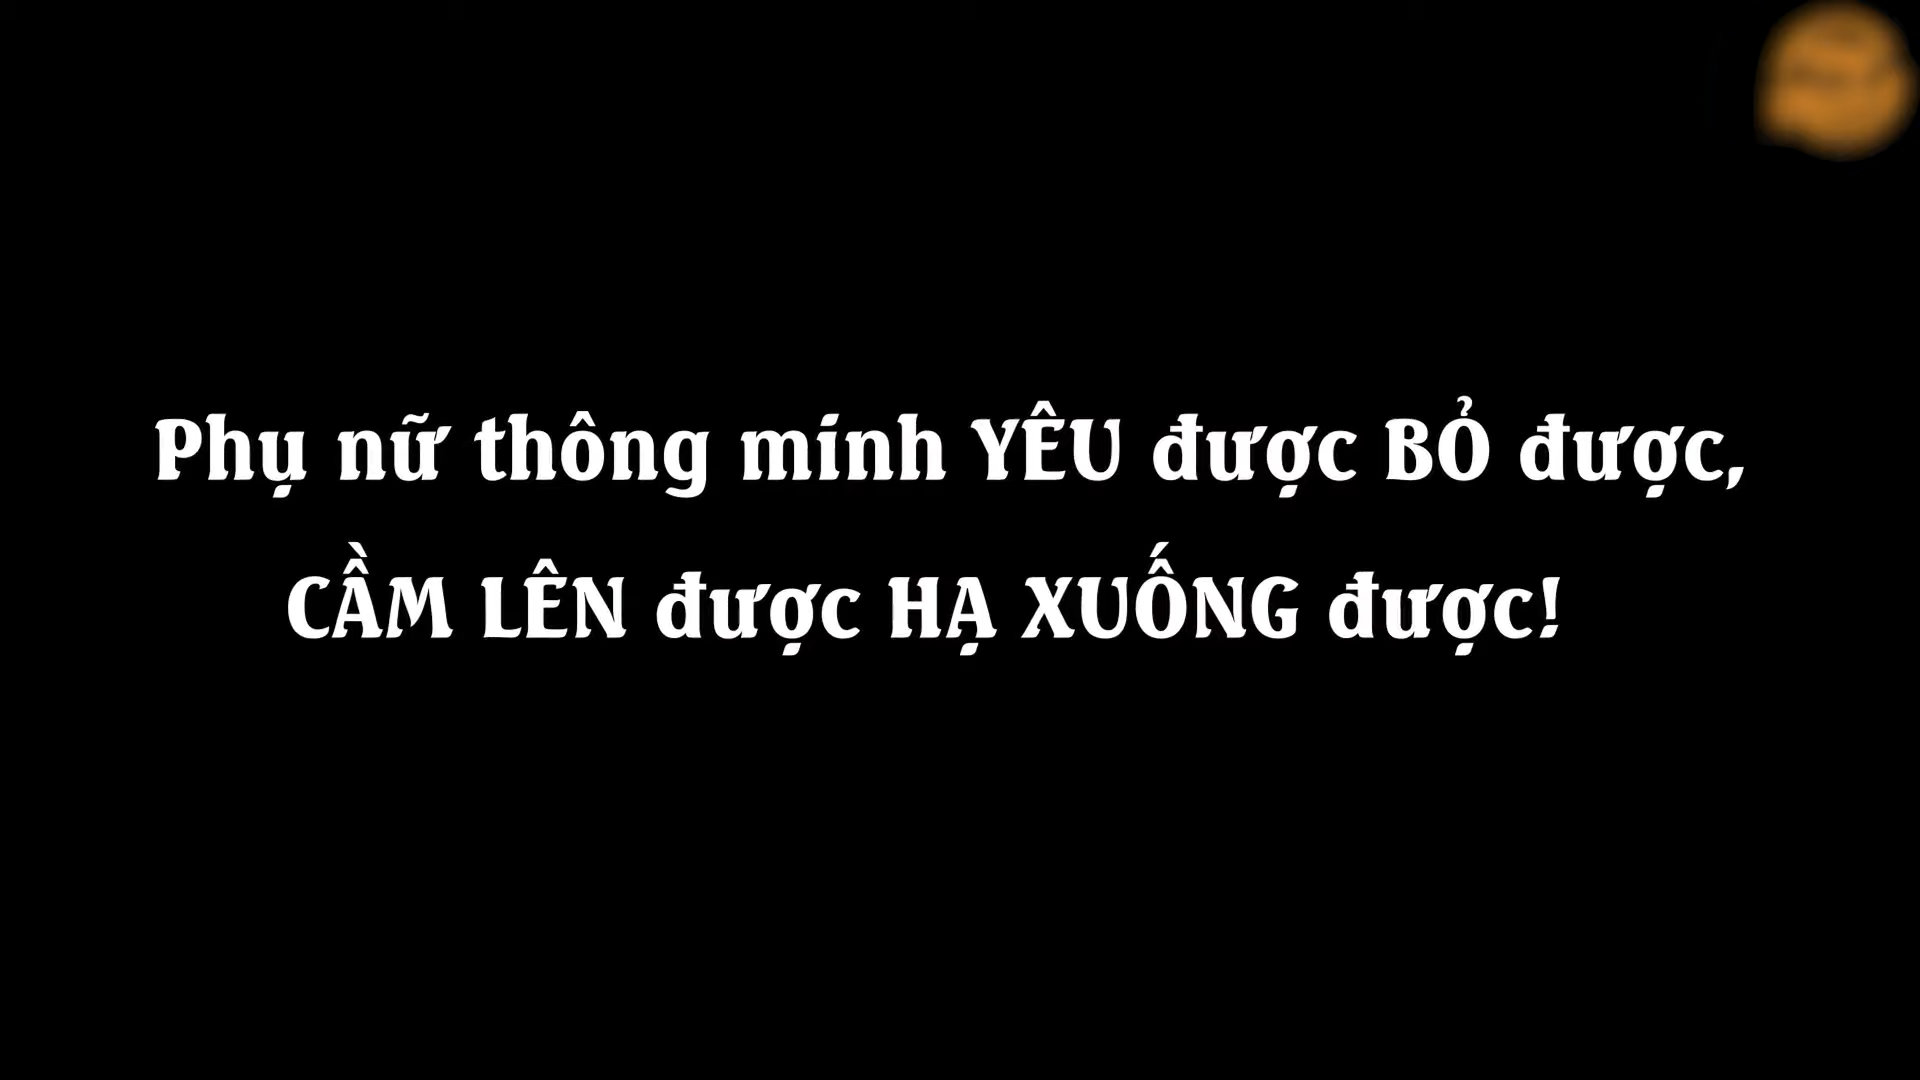 Phụ nữ thông minh YÊU được BỎ được,
CẦM LÊN được HẠ XUỐNG được!